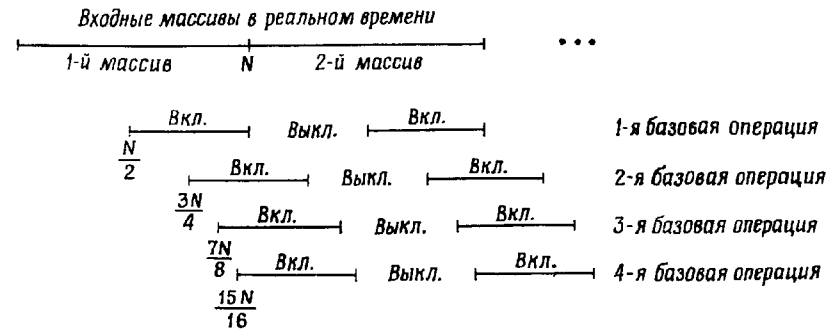 Входные массивы в реальном времени
1-й массив N 2-й массив ...
Вкл. Выкл. Вкл. 1-я базовая операция
N/2
Вкл. Выкл. Вкл. 2-я базовая операция
3N/4
Вкл. Выкл. Вкл. 3-я базовая операция
7N/8
Вкл. Выкл. Вкл. 4-я базовая операция
15N/16